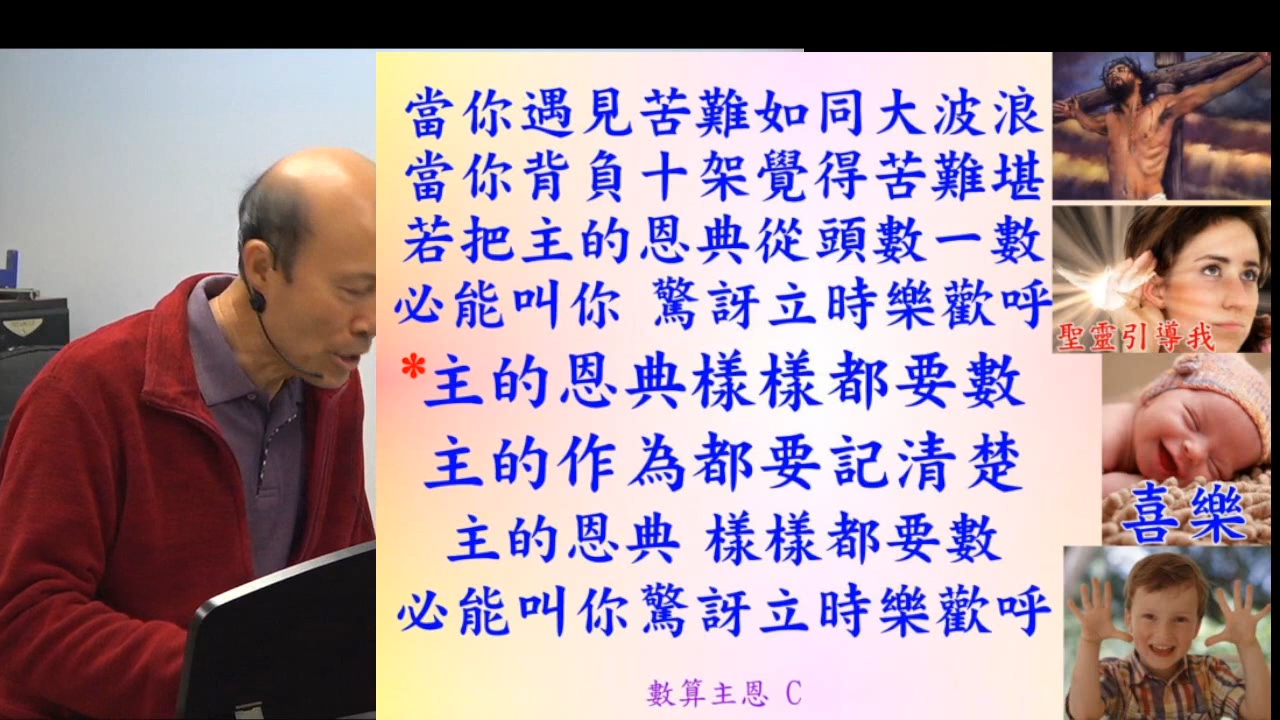 當你遇見苦難如同大波浪
當你背負十架覺得苦難堪
若把主的恩典從頭數一數
必能叫你 驚訝立時樂歡呼
*主的恩典樣樣都要數
主的作為都要記清楚
主的恩典 樣樣都要數
必能叫你驚訝立時樂歡呼
數算主恩 C
聖靈引導我
喜樂